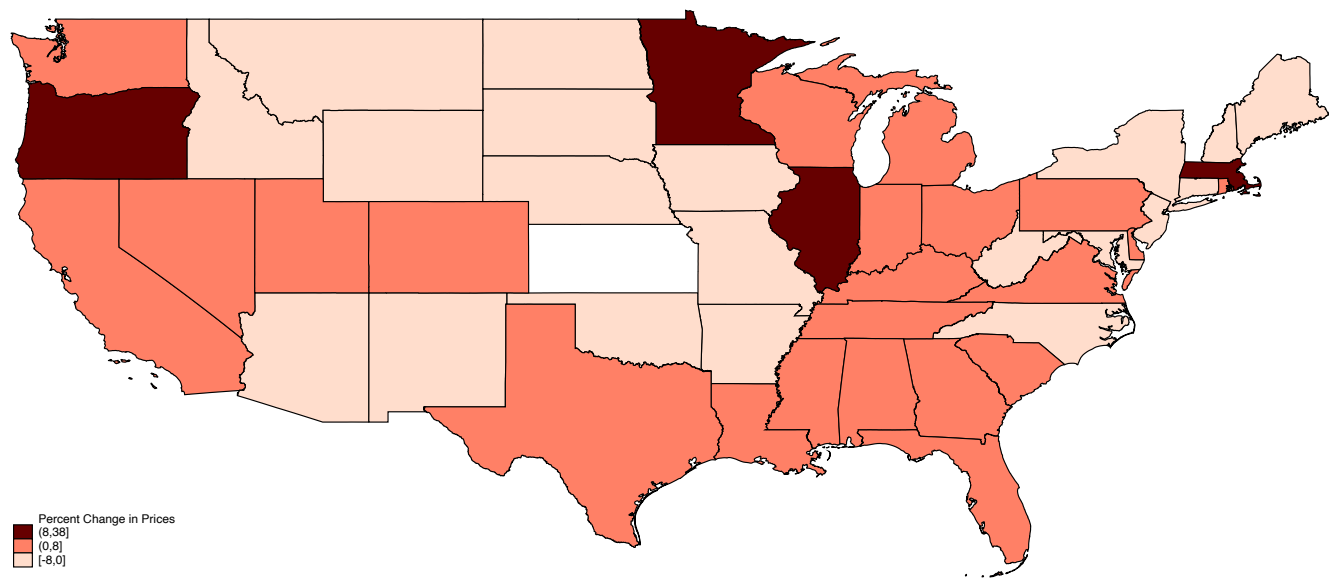 Percent Change in Prices
(8,38]
(0,8]
[-8,0]